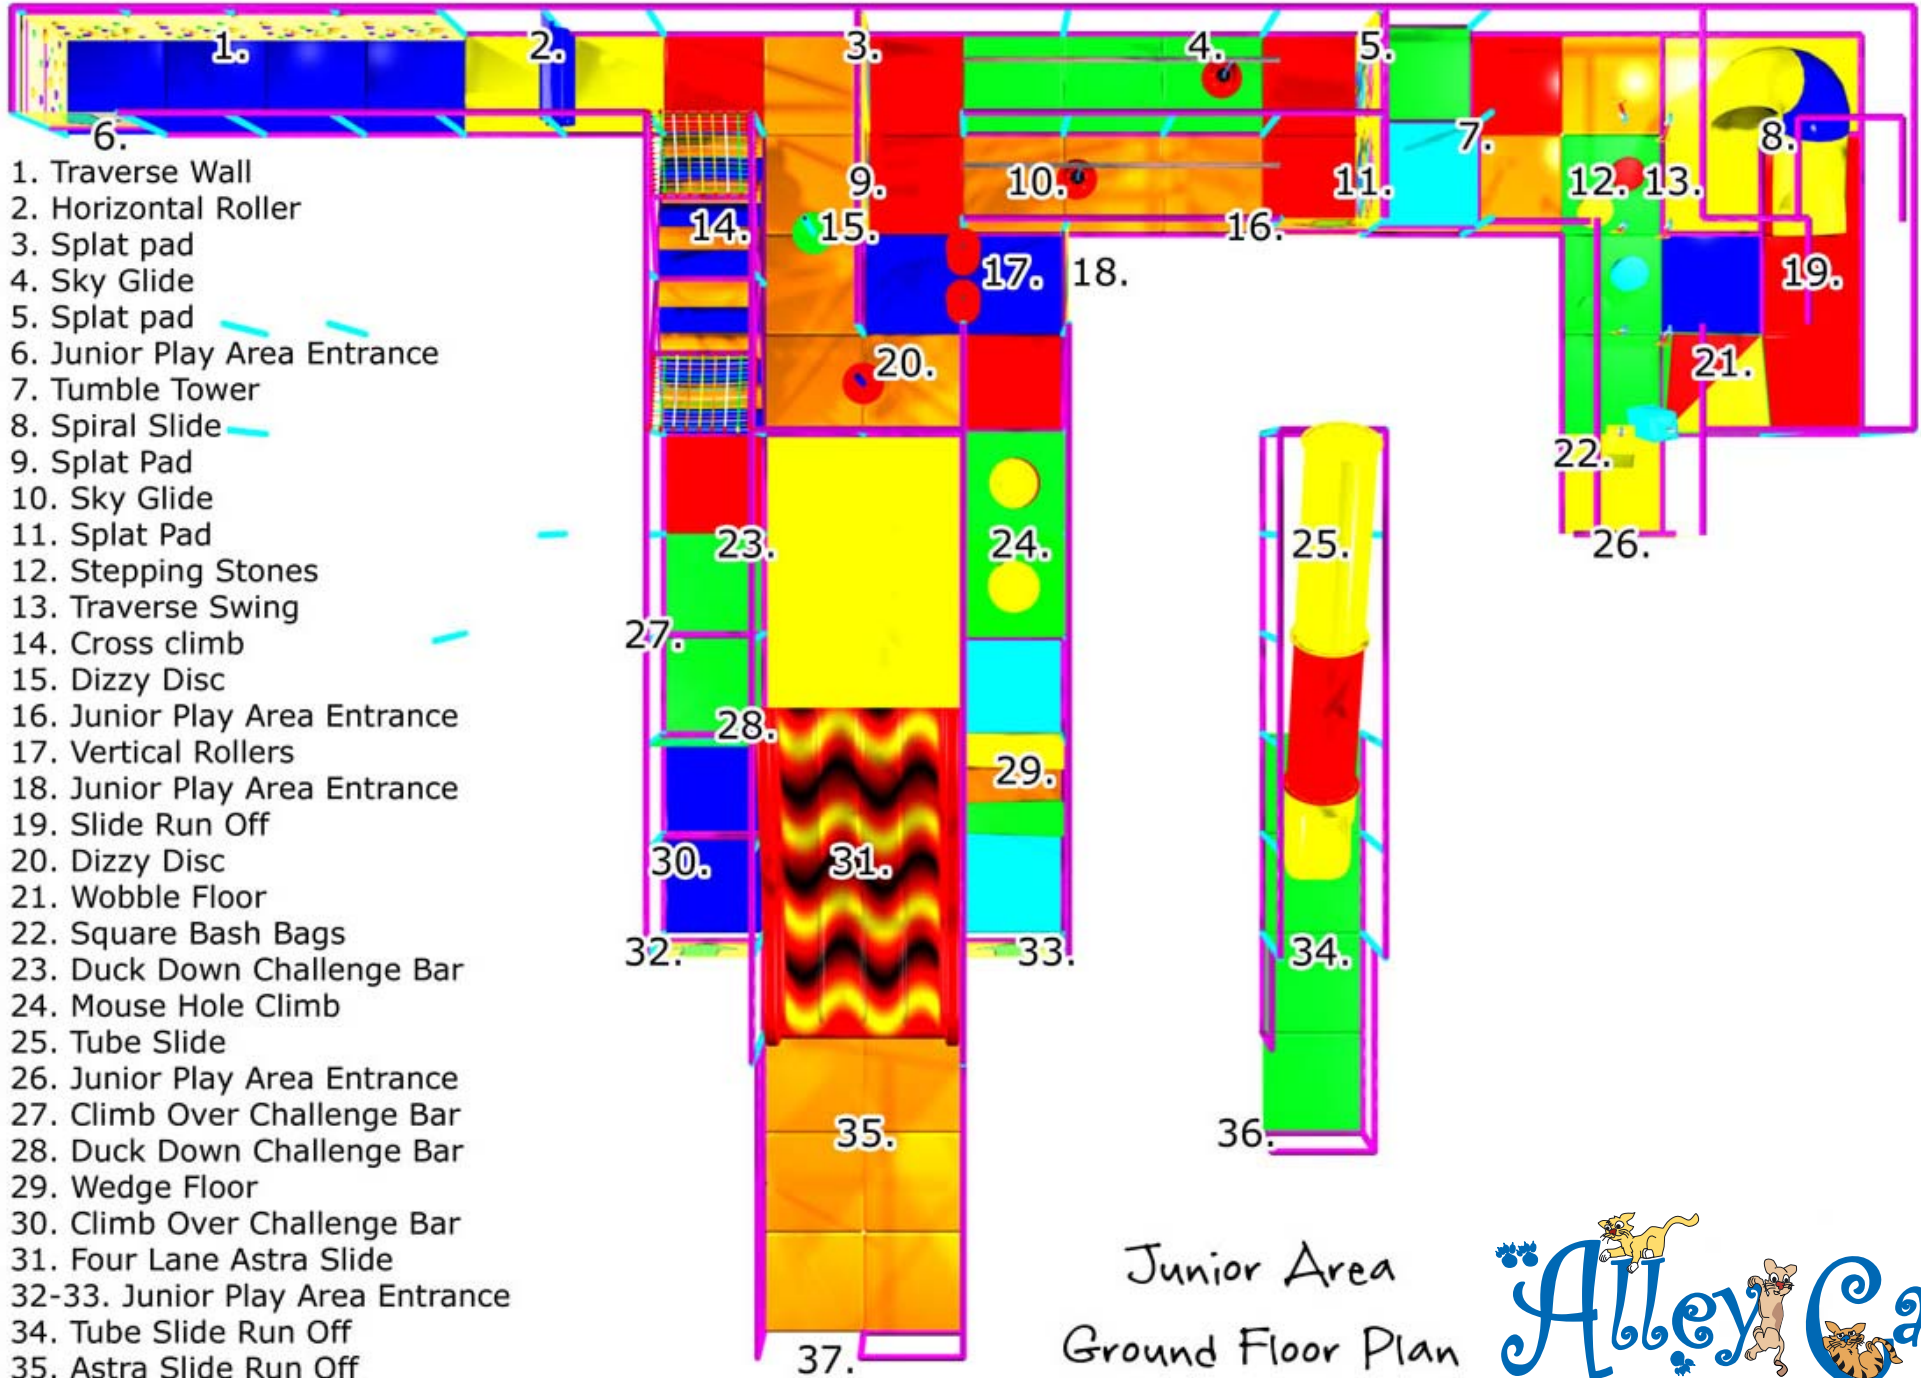 1. 2. 3. 4. 5.
6. 7. 8.
9. 10. 11. 12. 13.
14. 15. 16.
17. 18. 19.
20. 21.
22.
23. 24. 25. 26.
27.
28.
29.
30. 31.
32. 33. 34.
35. 36.
37.
1. Traverse Wall
2. Horizontal Roller
3. Splat pad
4. Sky Glide
5. Splat pad
6. Junior Play Area Entrance
7. Tumble Tower
8. Spiral Slide
9. Splat Pad
10. Sky Glide
11. Splat Pad
12. Stepping Stones
13. Traverse Swing
14. Cross climb
15. Dizzy Disc
16. Junior Play Area Entrance
17. Vertical Rollers
18. Junior Play Area Entrance
19. Slide Run Off
20. Dizzy Disc
21. Wobble Floor
22. Square Bash Bags
23. Duck Down Challenge Bar
24. Mouse Hole Climb
25. Tube Slide
26. Junior Play Area Entrance
27. Climb Over Challenge Bar
28. Duck Down Challenge Bar
29. Wedge Floor
30. Climb Over Challenge Bar
31. Four Lane Astra Slide
32-33. Junior Play Area Entrance
34. Tube Slide Run Off
35. Astra Slide Run Off
Junior Area
Ground Floor Plan
Alley Ca